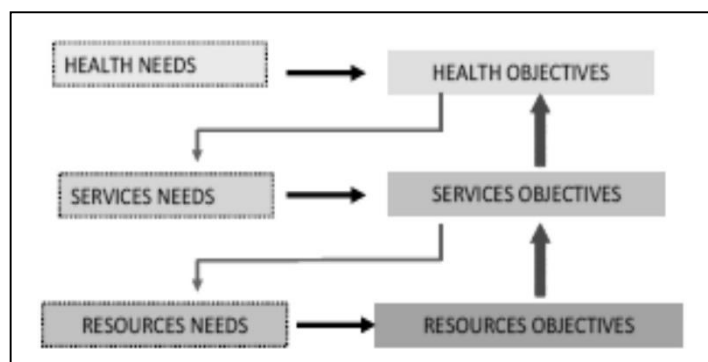 HEALTH NEEDS
HEALTH OBJECTIVES
SERVICES NEEDS
SERVICES OBJECTIVES
RESOURCES NEEDS
RESOURCES OBJECTIVES